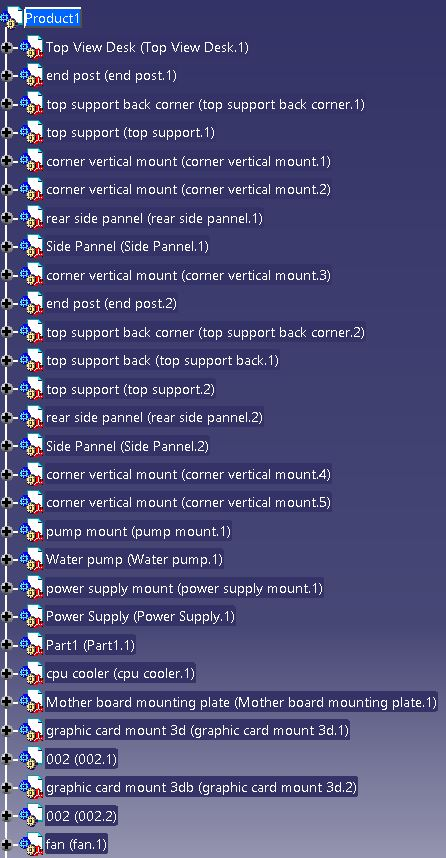 Product1
Top View Desk (Top View Desk.1)
end post (end post.1)
top support back corner (top support back corner.1)
top support (top support.1)
corner vertical mount (corner vertical mount.1)
corner vertical mount (corner vertical mount.2)
rear side pannel (rear side pannel.1)
Side Pannel (Side Pannel.1)
corner vertical mount (corner vertical mount.3)
end post (end post.2)
top support back corner (top support back corner.2)
top support back (top support back.1)
top support (top support.2)
rear side pannel (rear side pannel.2)
Side Pannel (Side Pannel.2)
corner vertical mount (corner vertical mount.4)
corner vertical mount (corner vertical mount.5)
pump mount (pump mount.1)
Water pump (Water pump.1)
power supply mount (power supply mount.1)
Power Supply (Power Supply.1)
Part1 (Part1.1)
cpu cooler (cpu cooler.1)
Mother board mounting plate (Mother board mounting plate.1)
graphic card mount 3d (graphic card mount 3d.1)
002 (002.1)
graphic card mount 3db (graphic card mount 3d.2)
002 (002.2)
fan (fan.1)